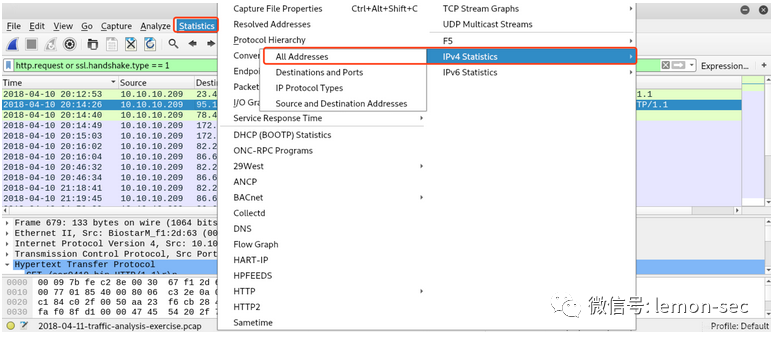 Capture File Properties Ctrl+Alt+Shift+C
TCP Stream Graphs
Resolved Addresses
UDP Multicast Streams
File Edit View Go Capture Analyze Statistics
Protocol Hierarchy
F5
Conver
All Addresses
IPv4 Statistics
http.request or ssl.handshake.type == 1
Expression...
Endpoi
Destinations and Ports
IPv6 Statistics
Packet
IP Protocol Types
I/O Gra
Source and Destination Addresses
Service Response Time
DHCP (BOOTP) Statistics
ONC-RPC Programs
29West
ANCP
BACnet
Collectd
DNS
Flow Graph
HART-IP
HPFEEDS
HTTP
HTTP2
Sametime
Time Source Destin
2018-04-10 20:12:53 10.10.10.209 23.4 1.1
2018-04-10 20:14:26 10.10.10.209 95.1 TP/1.1
2018-04-10 20:14:40 10.10.10.209 78.4
2018-04-10 20:14:49 10.10.10.209 172.
2018-04-10 20:15:03 10.10.10.209 172.
2018-04-10 20:16:02 10.10.10.209 82.2
2018-04-10 20:16:04 10.10.10.209 86.6
2018-04-10 20:46:32 10.10.10.209 82.2
2018-04-10 20:46:34 10.10.10.209 86.6
2018-04-10 21:18:41 10.10.10.209 82.2
2018-04-10 21:19:45 10.10.10.209 86.6
Frame 679: 133 bytes on wire (1064 bits
Ethernet II, Src: BiostarM_f1:2d:63 (
Internet Protocol Version 4, Src: 10.10
Transmission Control Protocol, Src Port
Hypertext Transfer Protocol
0000 00 09 7b fe c2 8e 00 30 67 f1 2d 6
0010 00 77 01 85 40 00 80 06 c3 2e 0a 0
0020 c1 84 c0 2f 00 50 aa 23 f6 cb 28 4
0030 fa f0 8f d1 00 00 47 45 54 20 2f 7
微信号: lemon-sec
2018-04-11-traffic-analysis-exercise.pcap
Profile: Default